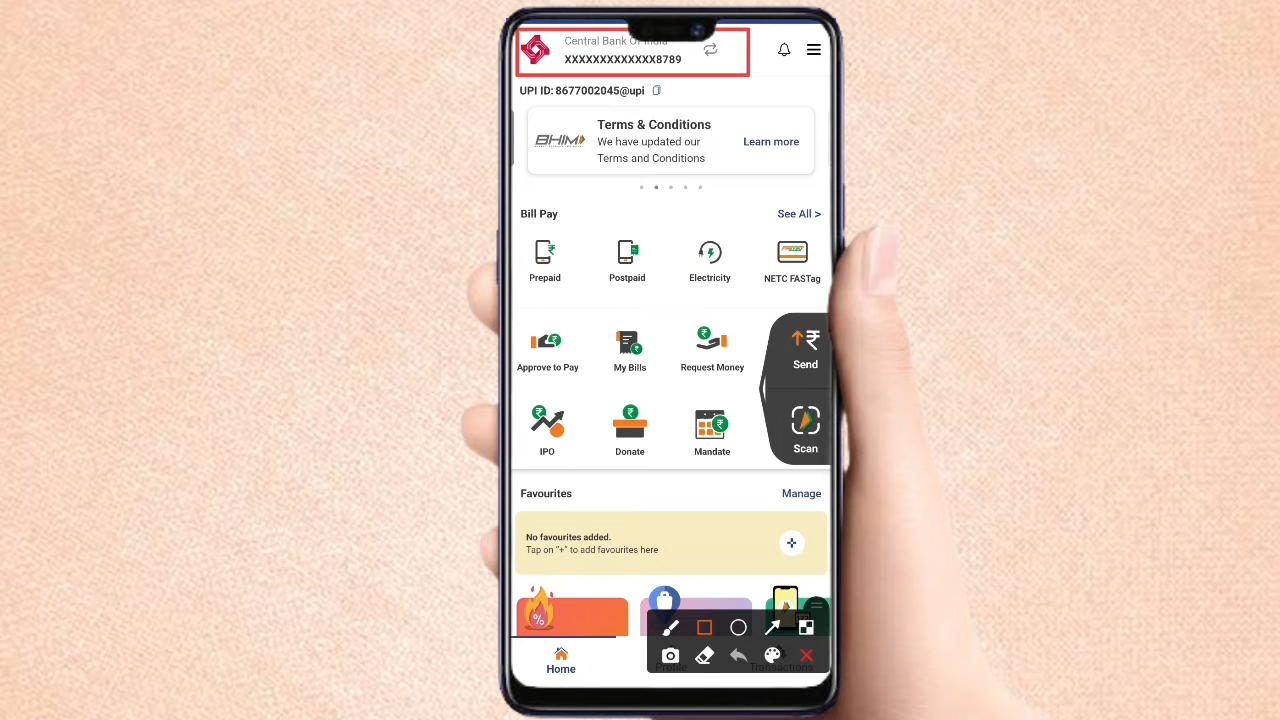 Central Bank Of India
XXXXXXXXXXXXX8789
UPI ID: 8677002045@upi
BHIM
Terms & Conditions
We have updated our
Terms and Conditions
Learn more
Bill Pay
See All >
Prepaid
Postpaid
Electricity
NETC FASTag
Approve to Pay
My Bills
Request Money
Send
IPO
Donate
Mandate
Scan
Favourites
Manage
No favourites added.
Tap on "+" to add favourites here
%
Home
Profile
Transactions